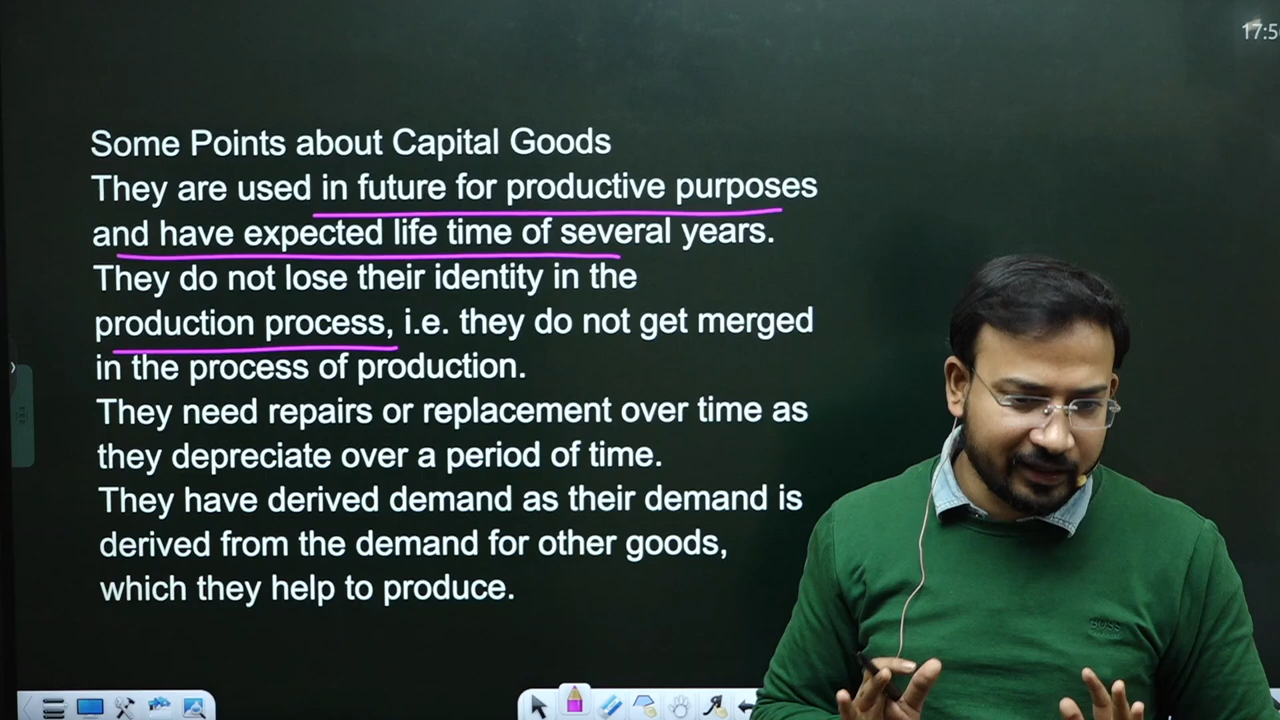 17:5
Some Points about Capital Goods
They are used in future for productive purposes
and have expected life time of several years.
They do not lose their identity in the
production process, i.e. they do not get merged
in the process of production.
They need repairs or replacement over time as
they depreciate over a period of time.
They have derived demand as their demand is
derived from the demand for other goods,
which they help to produce.
BOSS